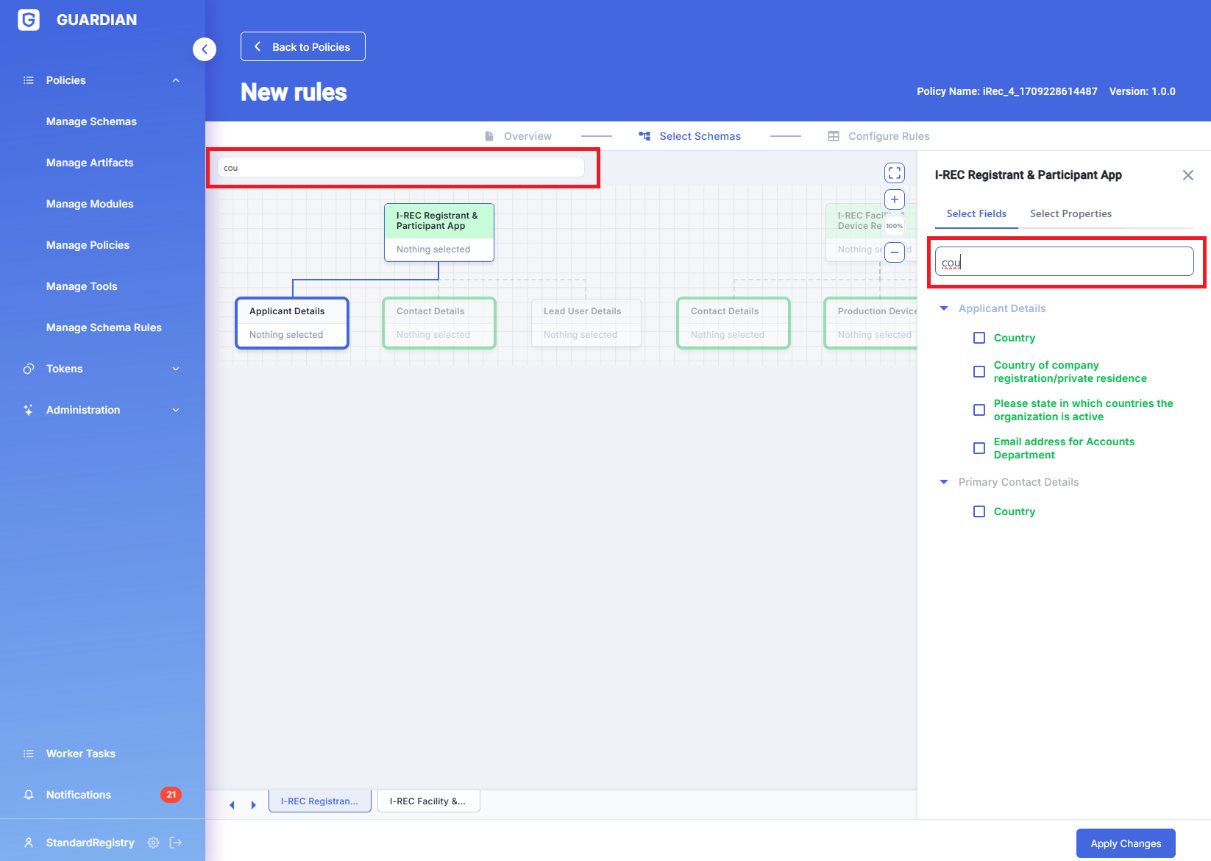 GUARDIAN
Policies
Manage Schemas
Manage Artifacts
Manage Modules
Manage Policies
Manage Tools
Manage Schema Rules
Tokens
Administration
Worker Tasks
Notifications
21
StandardRegistry
Back to Policies
New rules
Policy Name: iRec_4_1709228614487 Version: 1.0.0
Overview
Select Schemas
Configure Rules
cou
I-REC Registrant &
Participant App
Nothing selected
Applicant Details
Nothing selected
Contact Details
Nothing selected
Lead User Details
Nothing selected
I-REC Facil
Device Re
Nothing s d
Contact Details
Nothing selected
Production Device
Nothing selected
100%
I-REC Registran...
I-REC Facility &...
I-REC Registrant & Participant App
Select Fields
Select Properties
cou
Applicant Details
Country
Country of company
registration/private residence
Please state in which countries the
organization is active
Email address for Accounts
Department
Primary Contact Details
Country
Apply Changes